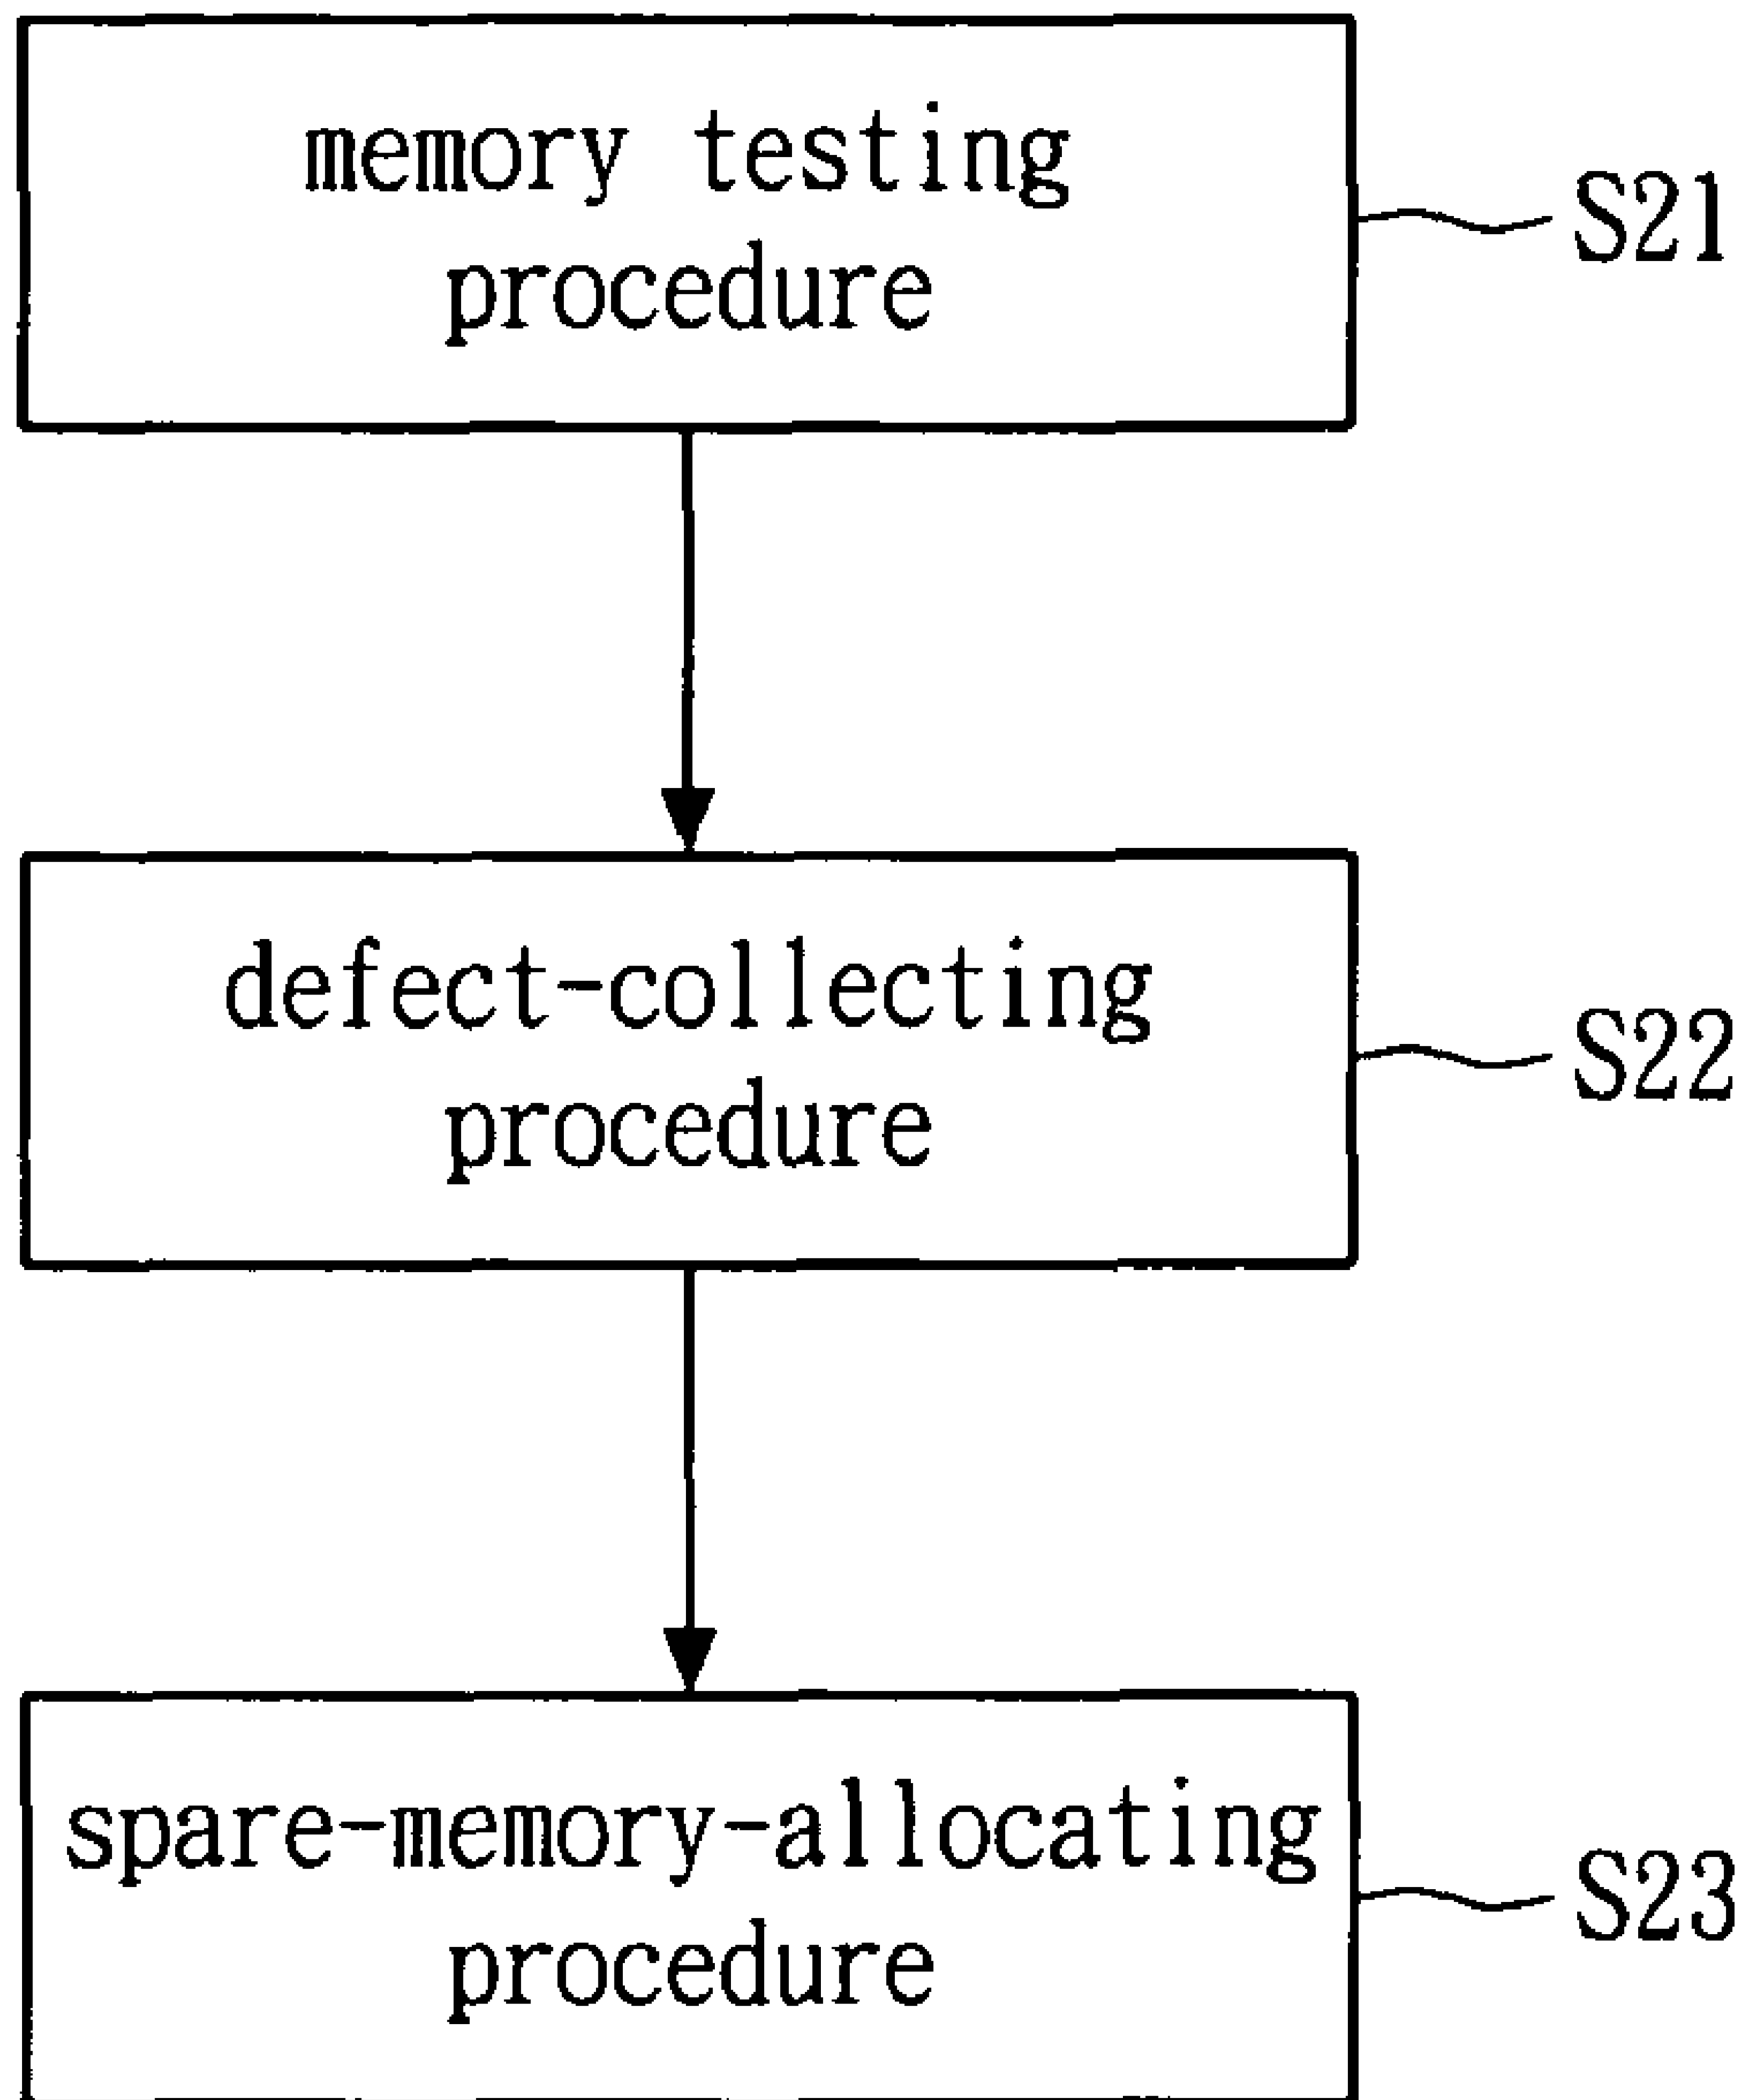 memory testing
procedure
S21
defect-collecting
procedure
S22
spare-memory-allocating
procedure
S23